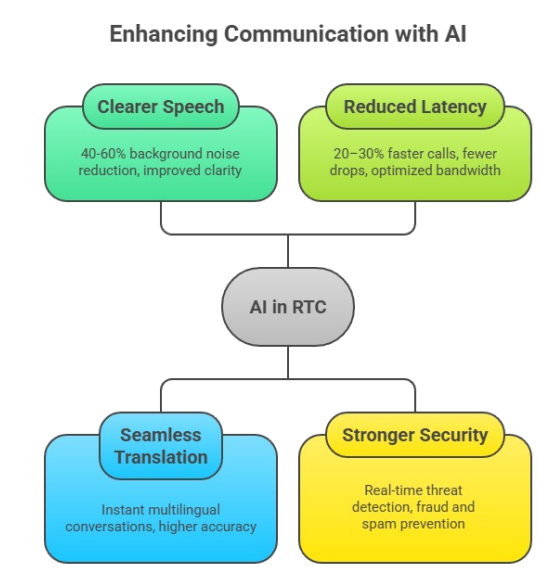 Enhancing Communication with AI
Clearer Speech
40-60% background noise
reduction, improved clarity
Reduced Latency
20–30% faster calls, fewer
drops, optimized bandwidth
AI in RTC
Seamless
Translation
Instant multilingual
conversations, higher accuracy
Stronger Security
Real-time threat
detection, fraud and
spam prevention